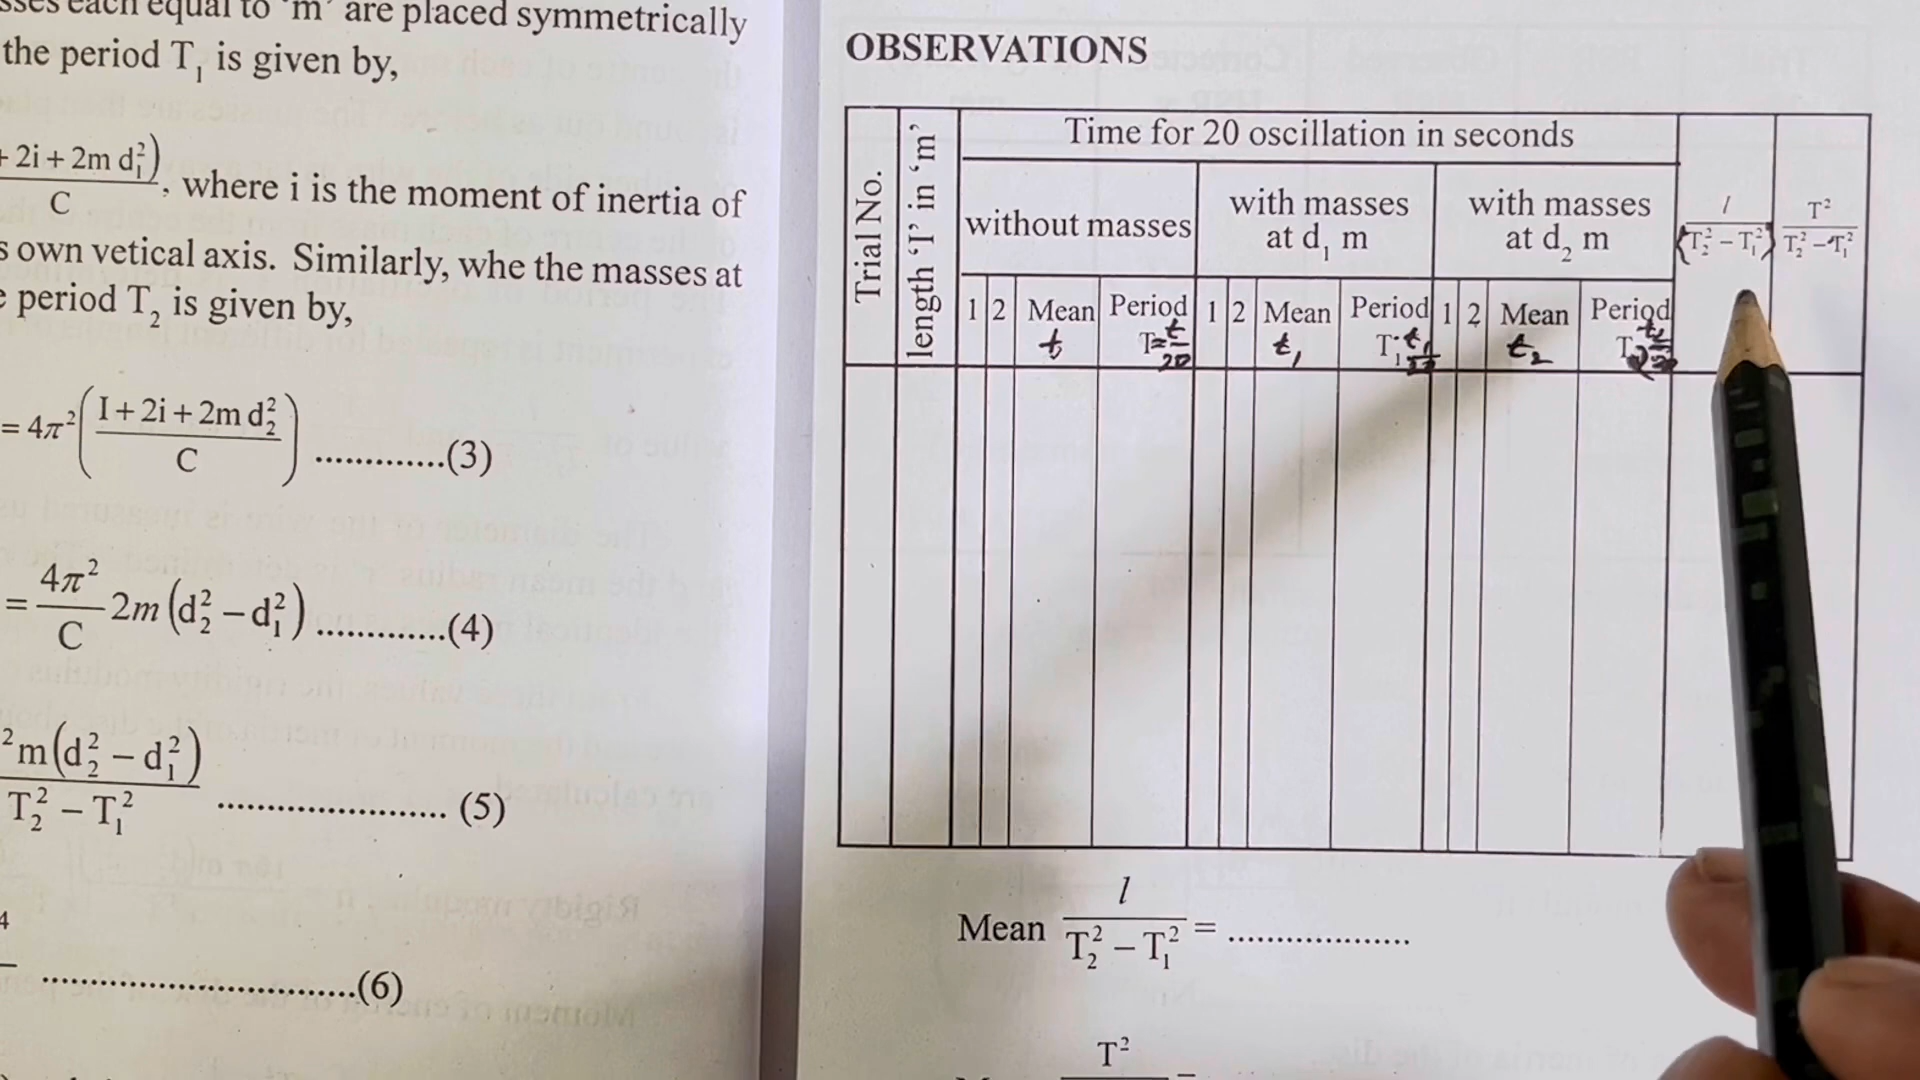 each equal to 'm' are placed symmetrically
the period T₁ is given by,
+ 2i + 2m d₁²)
C
, where i is the moment of inertia of
own vetical axis. Similarly, whe the masses at
period T₂ is given by,
= 4π² ( I + 2i + 2m d₂² / C ) .............(3)
= 4π² / C 2m (d₂² – d₁²) .............(4)
²m(d₂² – d₁²)
T₂² – T₁² ...................... (5)
4
...............................(6)
OBSERVATIONS
Trial No.
length 'l' in 'm'
Time for 20 oscillation in seconds
without masses
with masses
at d₁ m
with masses
at d₂ m
l / (T₂² – T₁²)
T² / T₂² – T₁²
1 2 Mean t Period T = t/20
1 2 Mean t₁ Period T₁ = t₁/20
1 2 Mean t₂ Period T₂ = t₂/20
Mean l / T₂² – T₁² = ..................
T²